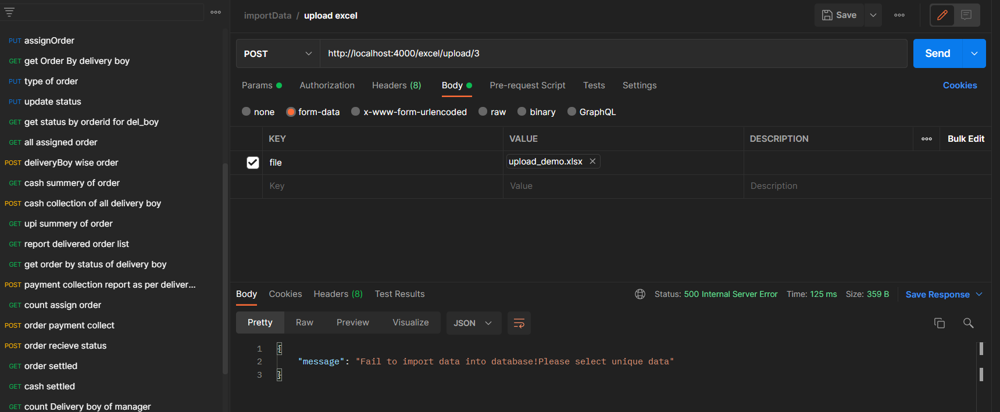 PUT assignOrder
GET get Order By delivery boy
PUT type of order
PUT update status
GET get status by orderid for del_boy
GET all assigned order
POST deliveryBoy wise order
GET cash summery of order
POST cash collection of all delivery boy
GET upi summery of order
GET report delivered order list
GET get order by status of delivery boy
POST payment collection report as per deliver...
GET count assign order
POST order payment collect
POST order recieve status
GET order settled
GET cash settled
GET count Delivery boy of manager
importData / upload excel
Save
POST http://localhost:4000/excel/upload/3 Send
Params Authorization Headers (8) Body Pre-request Script Tests Settings Cookies
none form-data x-www-form-urlencoded raw binary GraphQL
KEY VALUE DESCRIPTION Bulk Edit
file upload_demo.xlsx
Key Value Description
Body Cookies Headers (8) Test Results Status: 500 Internal Server Error Time: 125 ms Size: 359 B Save Response
Pretty Raw Preview Visualize JSON
1 {
2 "message": "Fail to import data into database!Please select unique data"
3 }